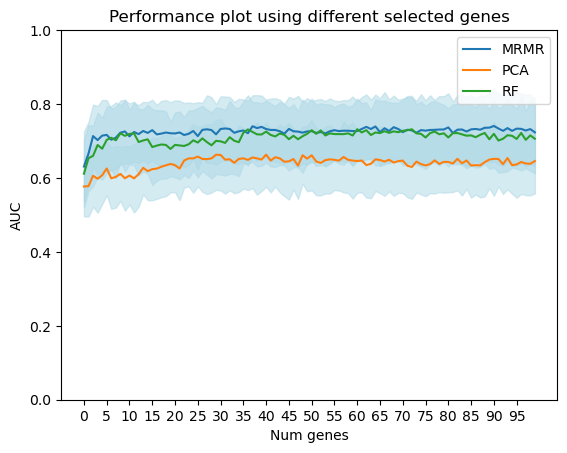 Performance plot using different selected genes
1.0
0.8
0.6
0.4
0.2
0.0
AUC
MRMR
PCA
RF
0 5 10 15 20 25 30 35 40 45 50 55 60 65 70 75 80 85 90 95
Num genes